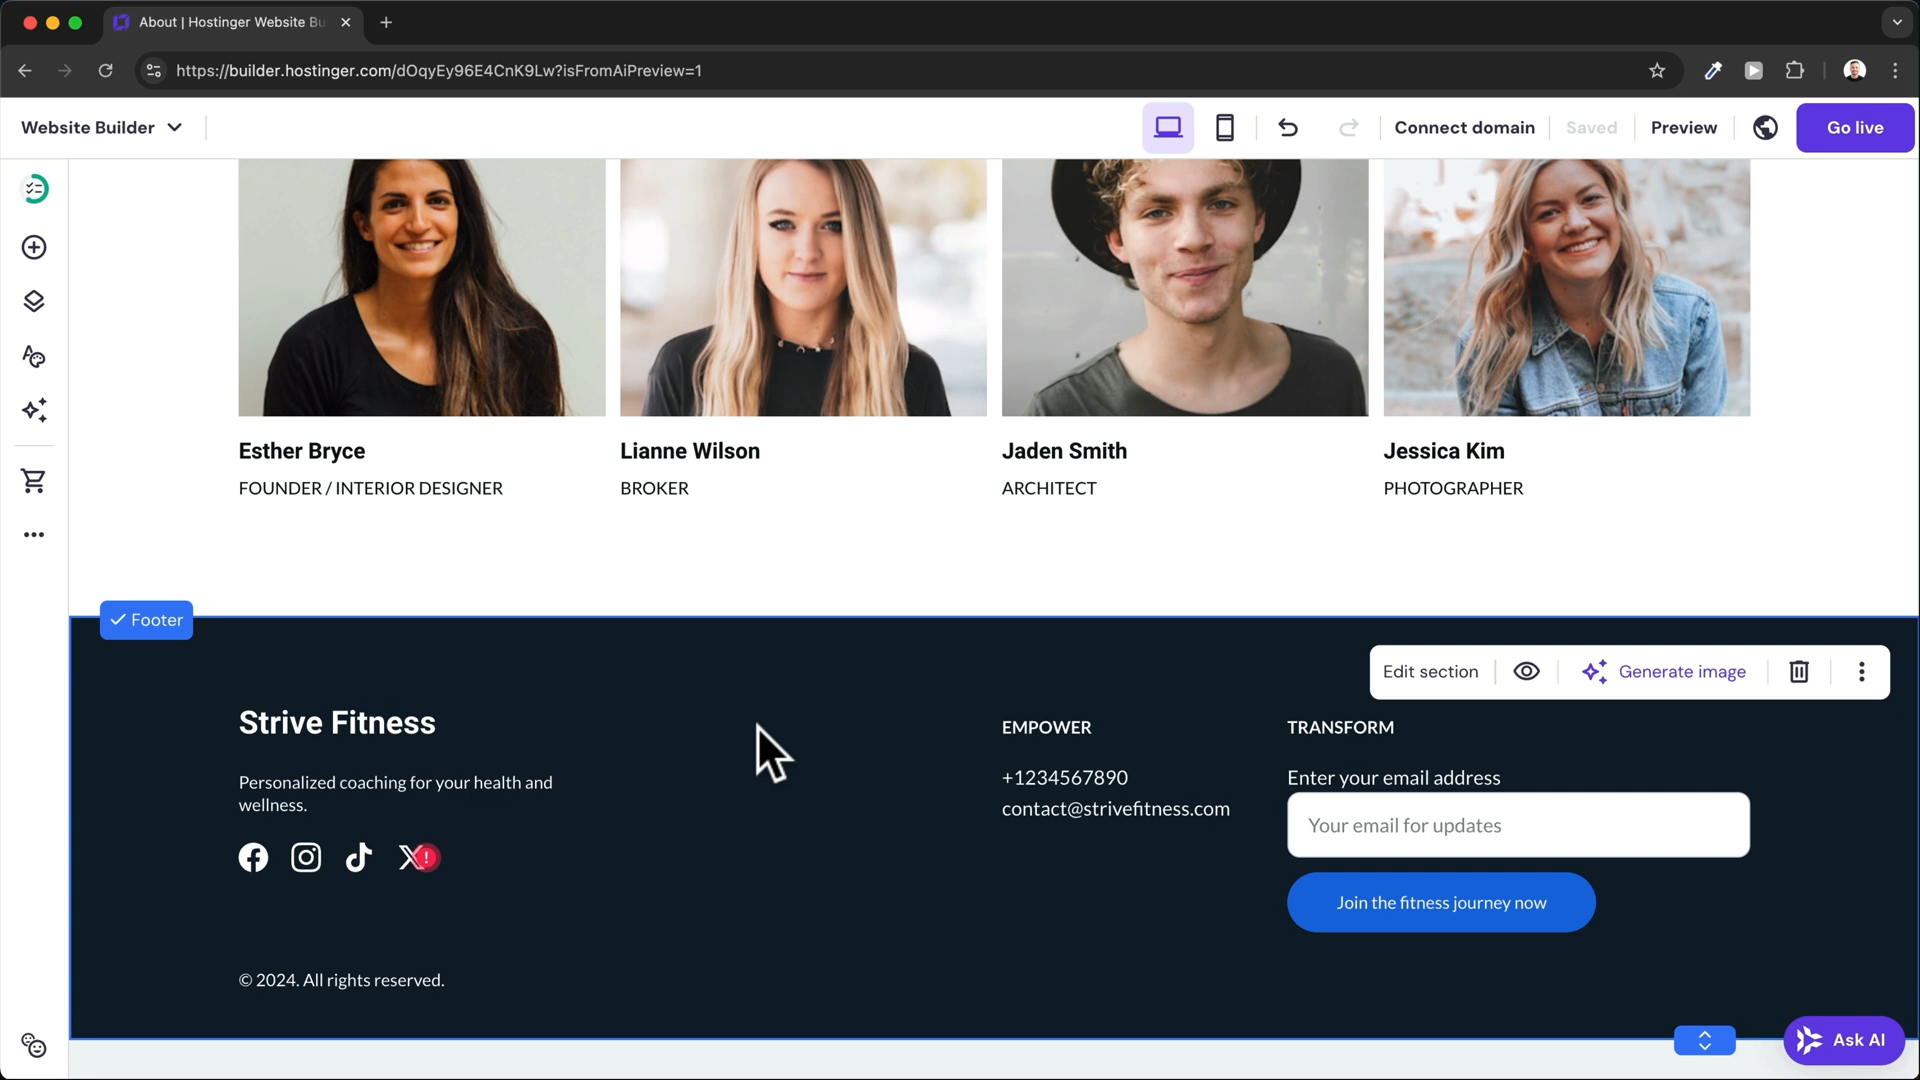 About | Hostinger Website Bu
https://builder.hostinger.com/dOqyEy96E4CnK9Lw?isFromAiPreview=1
Website Builder
Connect domain
Saved
Preview
Go live
Esther Bryce
FOUNDER / INTERIOR DESIGNER
Lianne Wilson
BROKER
Jaden Smith
ARCHITECT
Jessica Kim
PHOTOGRAPHER
Footer
Edit section
Generate image
Strive Fitness
Personalized coaching for your health and
wellness.
EMPOWER
+1234567890
contact@strivefitness.com
TRANSFORM
Enter your email address
Your email for updates
Join the fitness journey now
© 2024. All rights reserved.
Ask AI